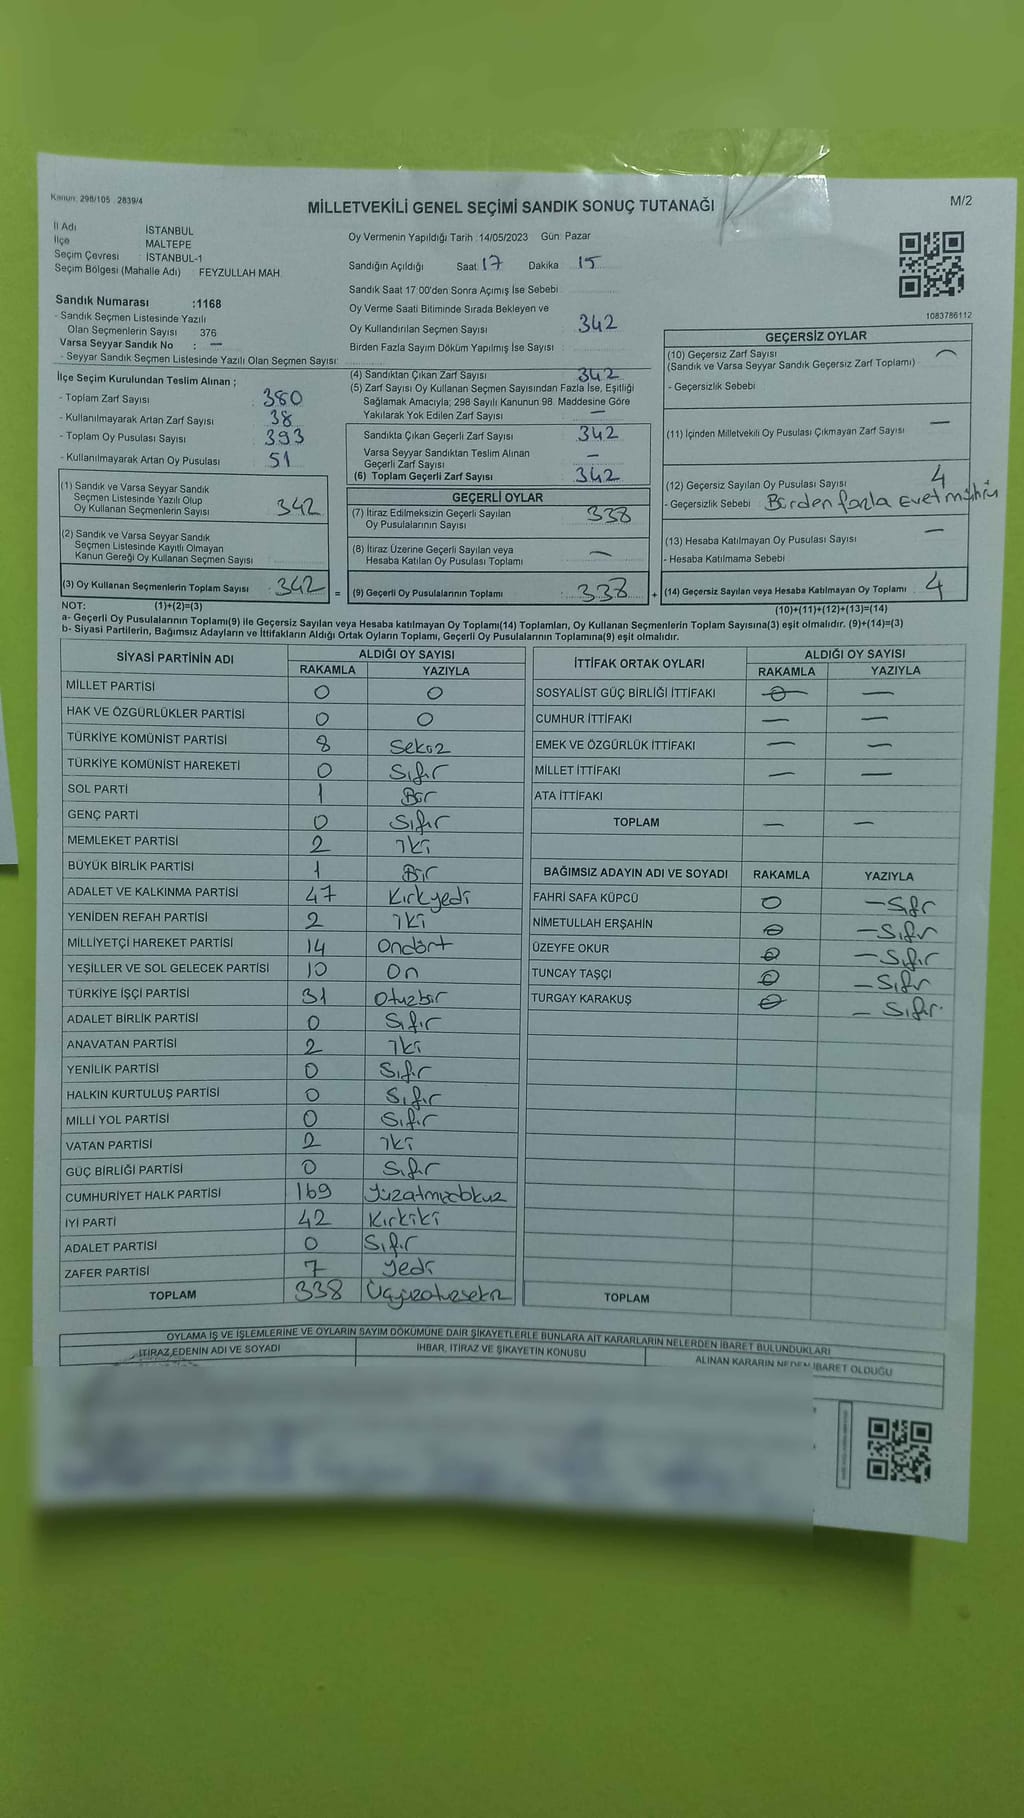 Kanun: 298/105 2839/4
MİLLETVEKİLİ GENEL SEÇİMİ SANDIK SONUÇ TUTANAĞI
M/2
İl Adı : İSTANBUL
İlçe : MALTEPE
Seçim Çevresi : İSTANBUL-1
Seçim Bölgesi (Mahalle Adı) : FEYZULLAH MAH.
Sandık Numarası :1168
- Sandık Seçmen Listesinde Yazılı
Olan Seçmenlerin Sayısı : 376
Varsa Seyyar Sandık No : —
- Seyyar Sandık Seçmen Listesinde Yazılı Olan Seçmen Sayısı:
Oy Vermenin Yapıldığı Tarih :14/05/2023 Gün: Pazar
Sandığın Açıldığı Saat: 17 Dakika : 15
Sandık Saat 17:00'den Sonra Açımış İse Sebebi :
Oy Verme Saati Bitiminde Sırada Bekleyen ve
Oy Kullandırılan Seçmen Sayısı : 342
Birden Fazla Sayım Döküm Yapılmış İse Sayısı :
1083786112
İlçe Seçim Kurulundan Teslim Alınan ;
- Toplam Zarf Sayısı : 380
- Kullanılmayarak Artan Zarf Sayısı : 38
- Toplam Oy Pusulası Sayısı : 393
- Kullanılmayarak Artan Oy Pusulası : 51
(1) Sandık ve Varsa Seyyar Sandık
Seçmen Listesinde Yazılı Olup
Oy Kullanan Seçmenlerin Sayısı : 342
(2) Sandık ve Varsa Seyyar Sandık
Seçmen Listesinde Kayıtlı Olmayan
Kanun Gereği Oy Kullanan Seçmen Sayısı :
(3) Oy Kullanan Seçmenlerin Toplam Sayısı : 342 =
(4) Sandıktan Çıkan Zarf Sayısı : 342
(5) Zarf Sayısı Oy Kullanan Seçmen Sayısından Fazla İse, Eşitliği
Sağlamak Amacıyla; 298 Sayılı Kanunun 98. Maddesine Göre
Yakılarak Yok Edilen Zarf Sayısı : —
Sandıkta Çıkan Geçerli Zarf Sayısı : 342
Varsa Seyyar Sandıktan Teslim Alınan
Geçerli Zarf Sayısı : —
(6) Toplam Geçerli Zarf Sayısı : 342
GEÇERLİ OYLAR
(7) İtiraz Edilmeksizin Geçerli Sayılan
Oy Pusulalarının Sayısı : 338
(8) İtiraz Üzerine Geçerli Sayılan veya
Hesaba Katılan Oy Pusulası Toplamı : —
(9) Geçerli Oy Pusulalarının Toplamı : 338 +
GEÇERSİZ OYLAR
(10) Geçersiz Zarf Sayısı : —
(Sandık ve Varsa Seyyar Sandık Geçersiz Zarf Toplamı)
- Geçersizlik Sebebi :
(11) İçinden Milletvekili Oy Pusulası Çıkmayan Zarf Sayısı : —
(12) Geçersiz Sayılan Oy Pusulası Sayısı : 4
- Geçersizlik Sebebi : Birden fazla Evet mührü
(13) Hesaba Katılmayan Oy Pusulası Sayısı : —
- Hesaba Katılmama Sebebi :
(14) Geçersiz Sayılan veya Hesaba Katılmayan Oy Toplamı : 4
NOT: (1)+(2)=(3) (10)+(11)+(12)+(13)=(14)
a- Geçerli Oy Pusulalarının Toplamı(9) ile Geçersiz Sayılan veya Hesaba katılmayan Oy Toplamı(14) Toplamları, Oy Kullanan Seçmenlerin Toplam Sayısına(3) eşit olmalıdır. (9)+(14)=(3)
b- Siyasi Partilerin, Bağımsız Adayların ve İttifakların Aldığı Ortak Oyların Toplamı, Geçerli Oy Pusulalarının Toplamına(9) eşit olmalıdır.
SİYASİ PARTİNİN ADI ALDIĞI OY SAYISI
RAKAMLA YAZIYLA
MİLLET PARTİSİ 0 0
HAK VE ÖZGÜRLÜKLER PARTİSİ 0 0
TÜRKİYE KOMÜNİST PARTİSİ 8 Sekiz
TÜRKİYE KOMÜNİST HAREKETİ 0 Sıfır
SOL PARTİ 1 Bir
GENÇ PARTİ 0 Sıfır
MEMLEKET PARTİSİ 2 İki
BÜYÜK BİRLİK PARTİSİ 1 Bir
ADALET VE KALKINMA PARTİSİ 47 Kırkyedi
YENİDEN REFAH PARTİSİ 2 İki
MİLLİYETÇİ HAREKET PARTİSİ 14 Ondört
YEŞİLLER VE SOL GELECEK PARTİSİ 10 On
TÜRKİYE İŞÇİ PARTİSİ 31 Otuzbir
ADALET BİRLİK PARTİSİ 0 Sıfır
ANAVATAN PARTİSİ 2 İki
YENİLİK PARTİSİ 0 Sıfır
HALKIN KURTULUŞ PARTİSİ 0 Sıfır
MİLLİ YOL PARTİSİ 0 Sıfır
VATAN PARTİSİ 2 İki
GÜÇ BİRLİĞİ PARTİSİ 0 Sıfır
CUMHURİYET HALK PARTİSİ 169 Yüzatmışdokuz
İYİ PARTİ 42 Kırkiki
ADALET PARTİSİ 0 Sıfır
ZAFER PARTİSİ 7 Yedi
TOPLAM 338 Üçyüzotuzsekiz
İTTİFAK ORTAK OYLARI ALDIĞI OY SAYISI
RAKAMLA YAZIYLA
SOSYALİST GÜÇ BİRLİĞİ İTTİFAKI — —
CUMHUR İTTİFAKI — —
EMEK VE ÖZGÜRLÜK İTTİFAKI — —
MİLLET İTTİFAKI — —
ATA İTTİFAKI
TOPLAM — —
BAĞIMSIZ ADAYIN ADI VE SOYADI RAKAMLA YAZIYLA
FAHRİ SAFA KÜPCÜ 0 — Sıfır
NİMETULLAH ERŞAHİN 0 — Sıfır
ÜZEYFE OKUR 0 — Sıfır
TUNCAY TAŞÇI 0 — Sıfır
TURGAY KARAKUŞ 0 — Sıfır
TOPLAM
OYLAMA İŞ VE İŞLEMLERİNE VE OYLARIN SAYIM DÖKÜMÜNE DAİR ŞİKAYETLERLE BUNLARA AİT KARARLARIN NELERDEN İBARET BULUNDUKLARI
İTİRAZ EDENİN ADI VE SOYADI İHBAR, İTİRAZ VE ŞİKAYETİN KONUSU ALINAN KARARIN NEDEN İBARET OLDUĞU